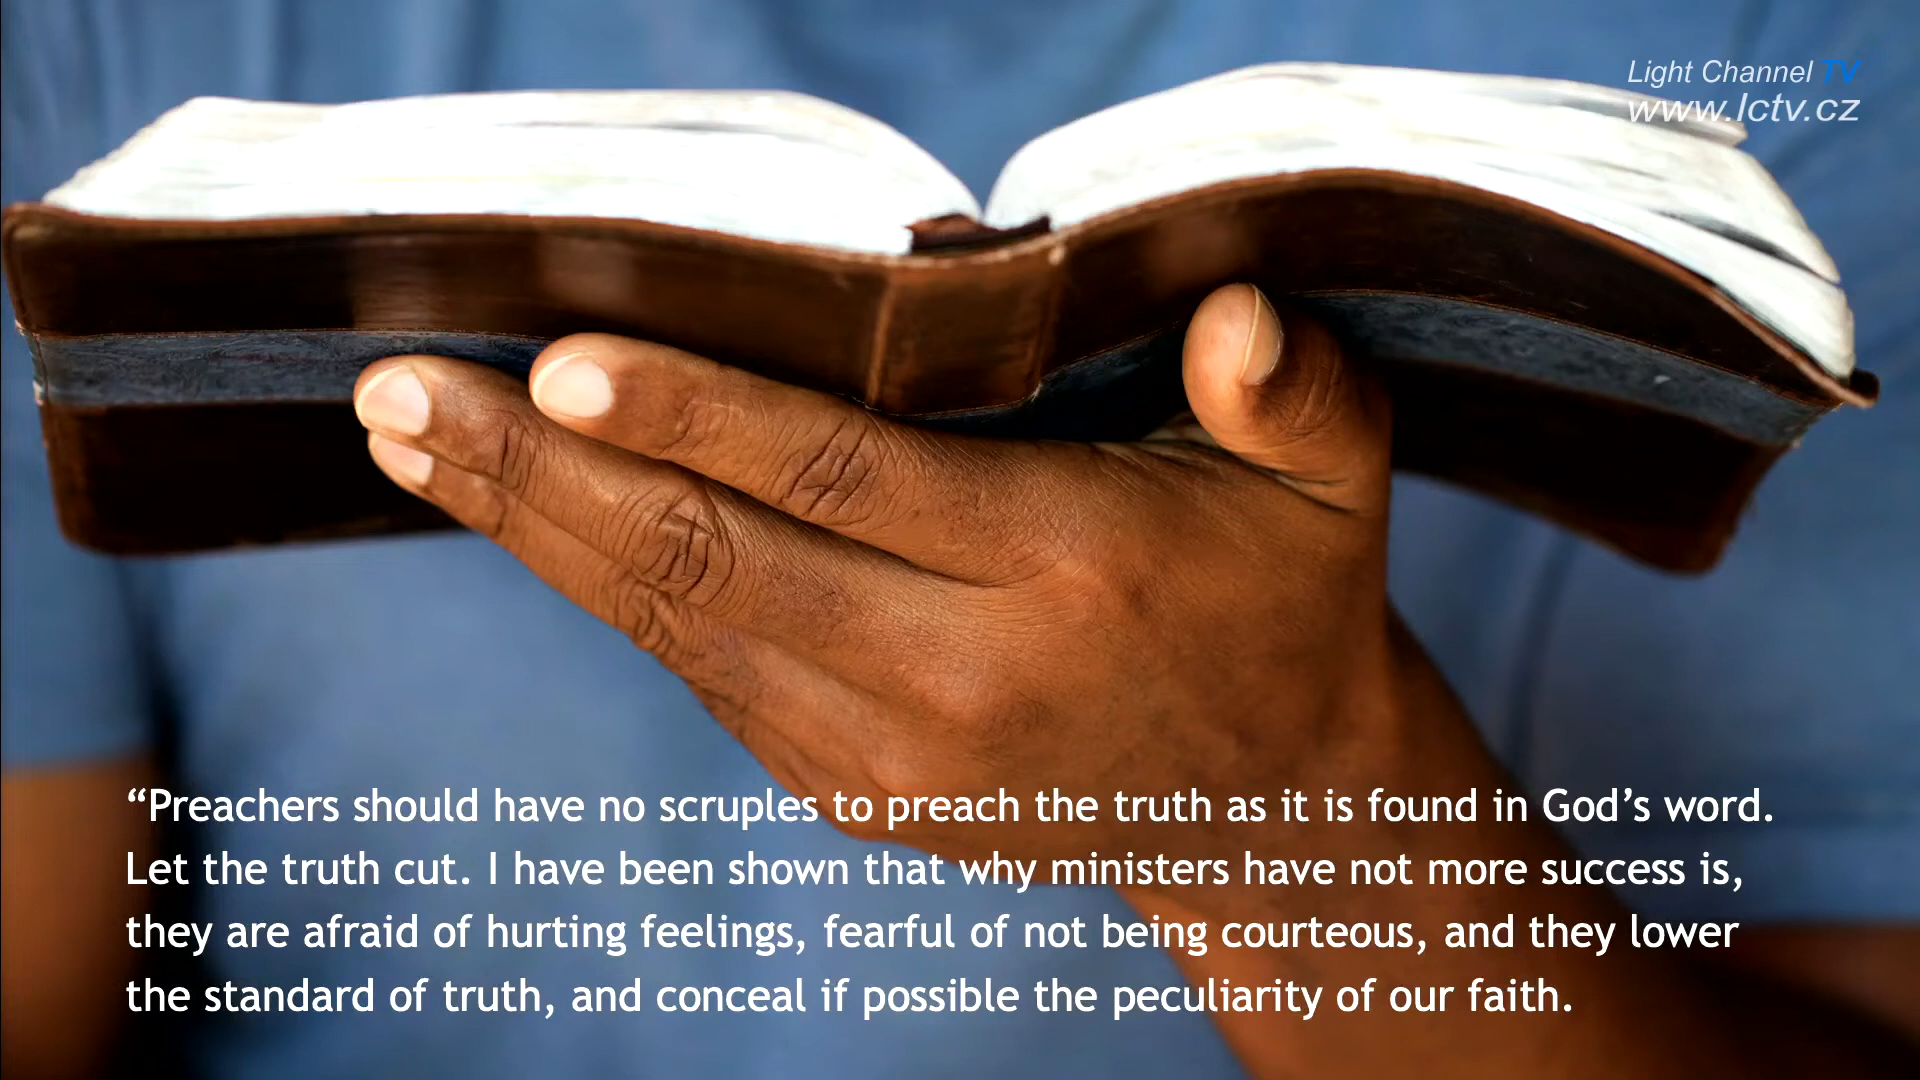 Light Channel TV
www.lctv.cz
“Preachers should have no scruples to preach the truth as it is found in God’s word.
Let the truth cut. I have been shown that why ministers have not more success is,
they are afraid of hurting feelings, fearful of not being courteous, and they lower
the standard of truth, and conceal if possible the peculiarity of our faith.